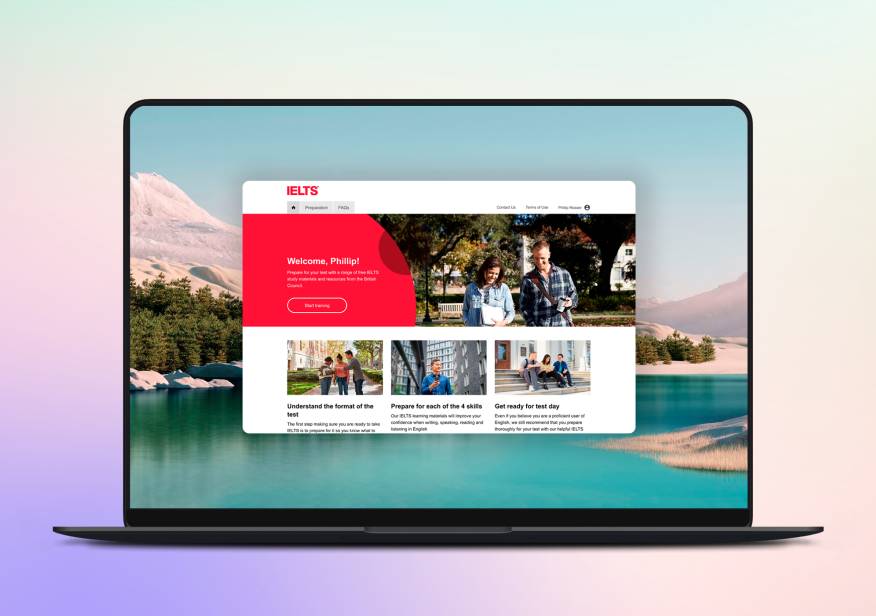 IELTS
Preparation
FAQs
Contact Us
Terms of Use
Welcome, Phillip!
Prepare for your test with a range of free IELTS
study materials and resources from the British
Council.
Start training
Understand the format of the
test
The first step making sure you are ready to take
IELTS is to prepare for it so you know what to
Prepare for each of the 4 skills
Our IELTS learning materials will improve your
confidence when writing, speaking, reading and
listening in English
Get ready for test day
Even if you believe you are a proficient user of
English, we still recommend that you prepare
thoroughly for your test with our helpful IELTS